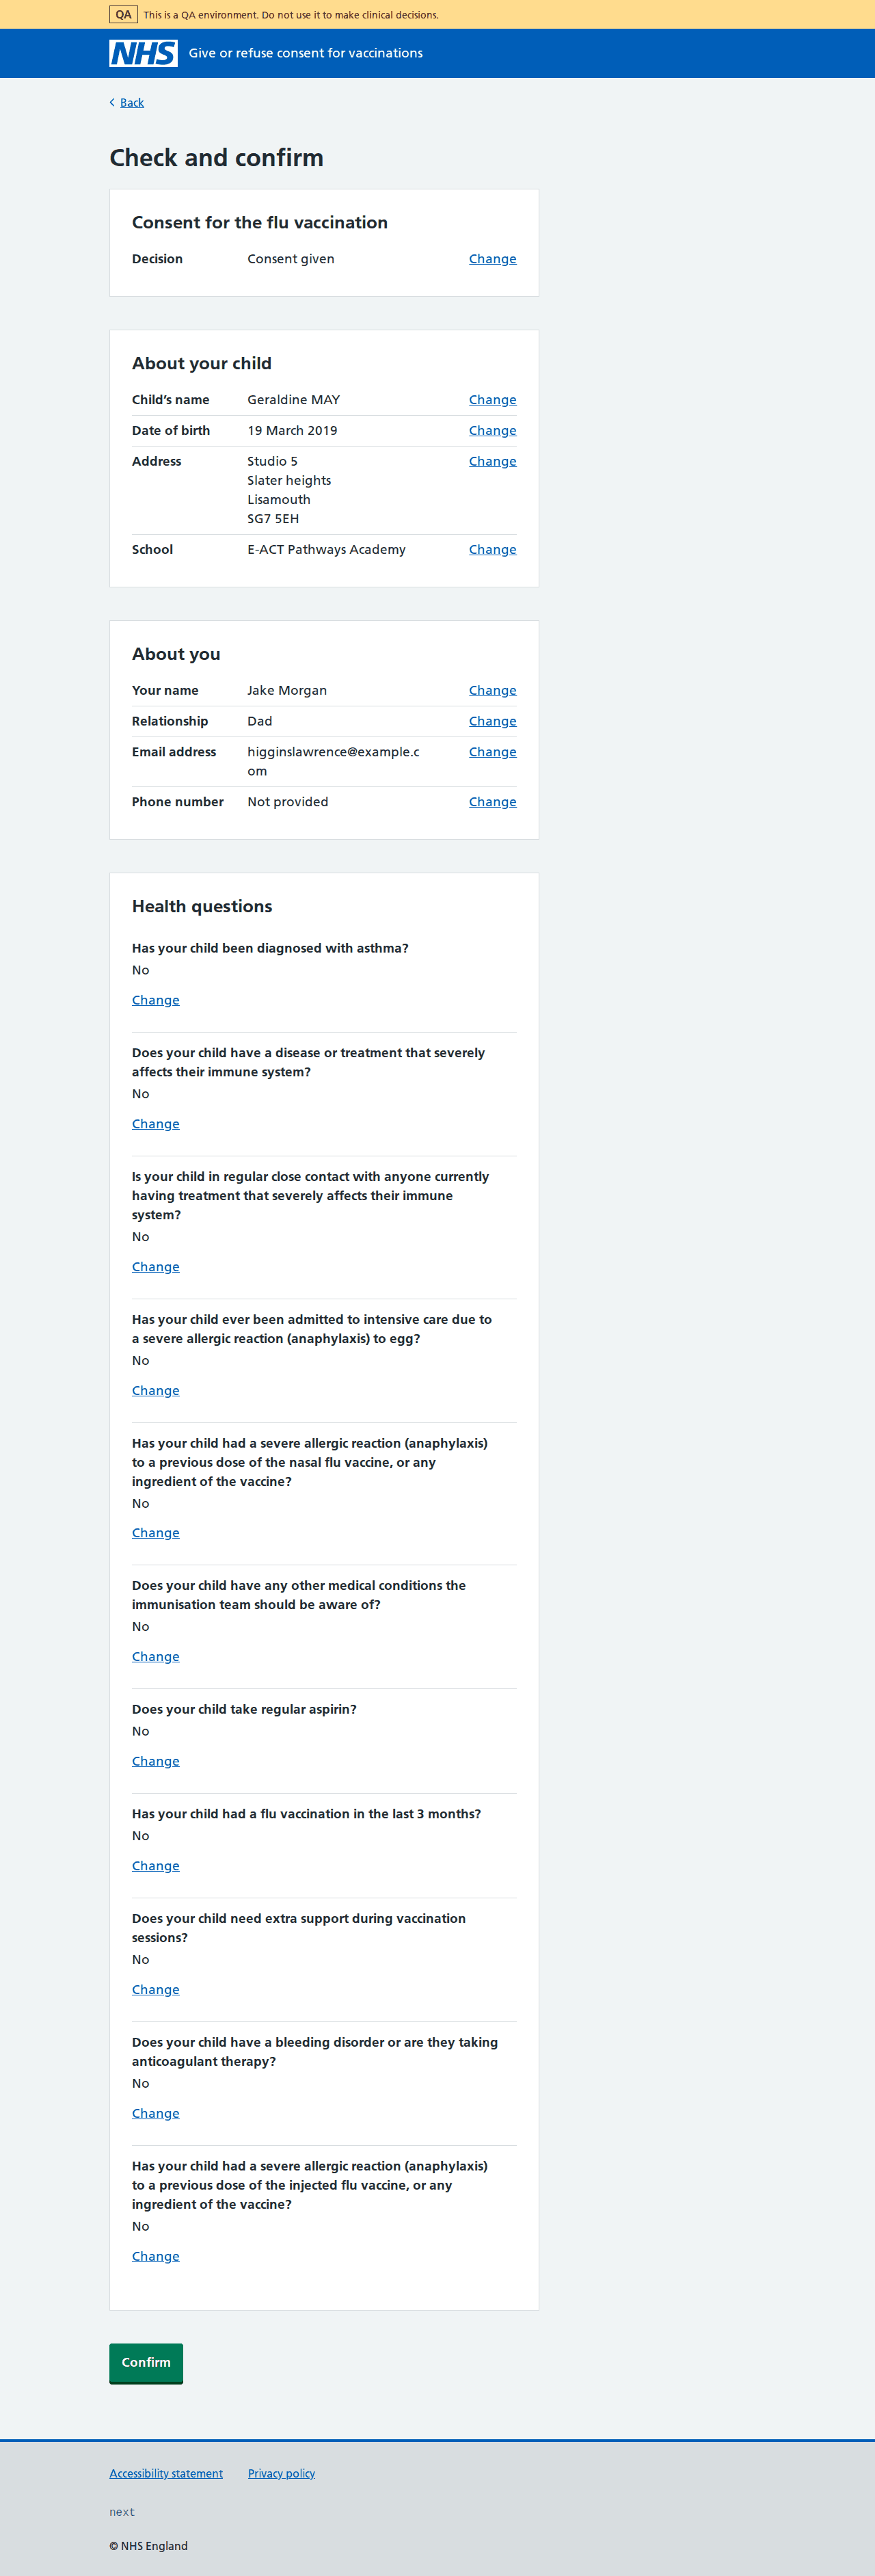 QA This is a QA environment. Do not use it to make clinical decisions.
NHS Give or refuse consent for vaccinations
Back
Check and confirm
Consent for the flu vaccination
Decision Consent given Change
About your child
Child’s name Geraldine MAY Change
Date of birth 19 March 2019 Change
Address Studio 5 Change
Slater heights
Lisamouth
SG7 5EH
School E-ACT Pathways Academy Change
About you
Your name Jake Morgan Change
Relationship Dad Change
Email address higginslawrence@example.c Change
om
Phone number Not provided Change
Health questions
Has your child been diagnosed with asthma?
No
Change
Does your child have a disease or treatment that severely
affects their immune system?
No
Change
Is your child in regular close contact with anyone currently
having treatment that severely affects their immune
system?
No
Change
Has your child ever been admitted to intensive care due to
a severe allergic reaction (anaphylaxis) to egg?
No
Change
Has your child had a severe allergic reaction (anaphylaxis)
to a previous dose of the nasal flu vaccine, or any
ingredient of the vaccine?
No
Change
Does your child have any other medical conditions the
immunisation team should be aware of?
No
Change
Does your child take regular aspirin?
No
Change
Has your child had a flu vaccination in the last 3 months?
No
Change
Does your child need extra support during vaccination
sessions?
No
Change
Does your child have a bleeding disorder or are they taking
anticoagulant therapy?
No
Change
Has your child had a severe allergic reaction (anaphylaxis)
to a previous dose of the injected flu vaccine, or any
ingredient of the vaccine?
No
Change
Confirm
Accessibility statement Privacy policy
next
© NHS England